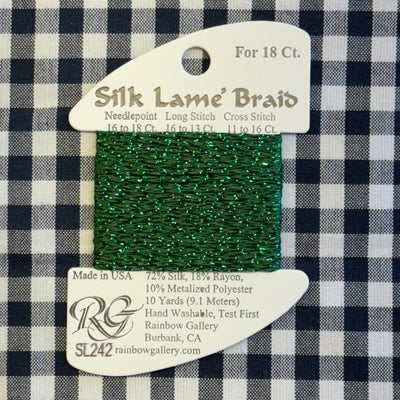 For 18 Ct.
Silk Lame' Braid
Needlepoint Long Stitch Cross Stitch
16 to 18 Ct. 16 to 13 Ct. 11 to 16 Ct.
Made in USA 72% Silk, 18% Rayon,
10% Metalized Polyester
10 Yards (9.1 Meters)
RG Hand Washable, Test First
Rainbow Gallery
Burbank, CA
SL242 rainbowgallery.com